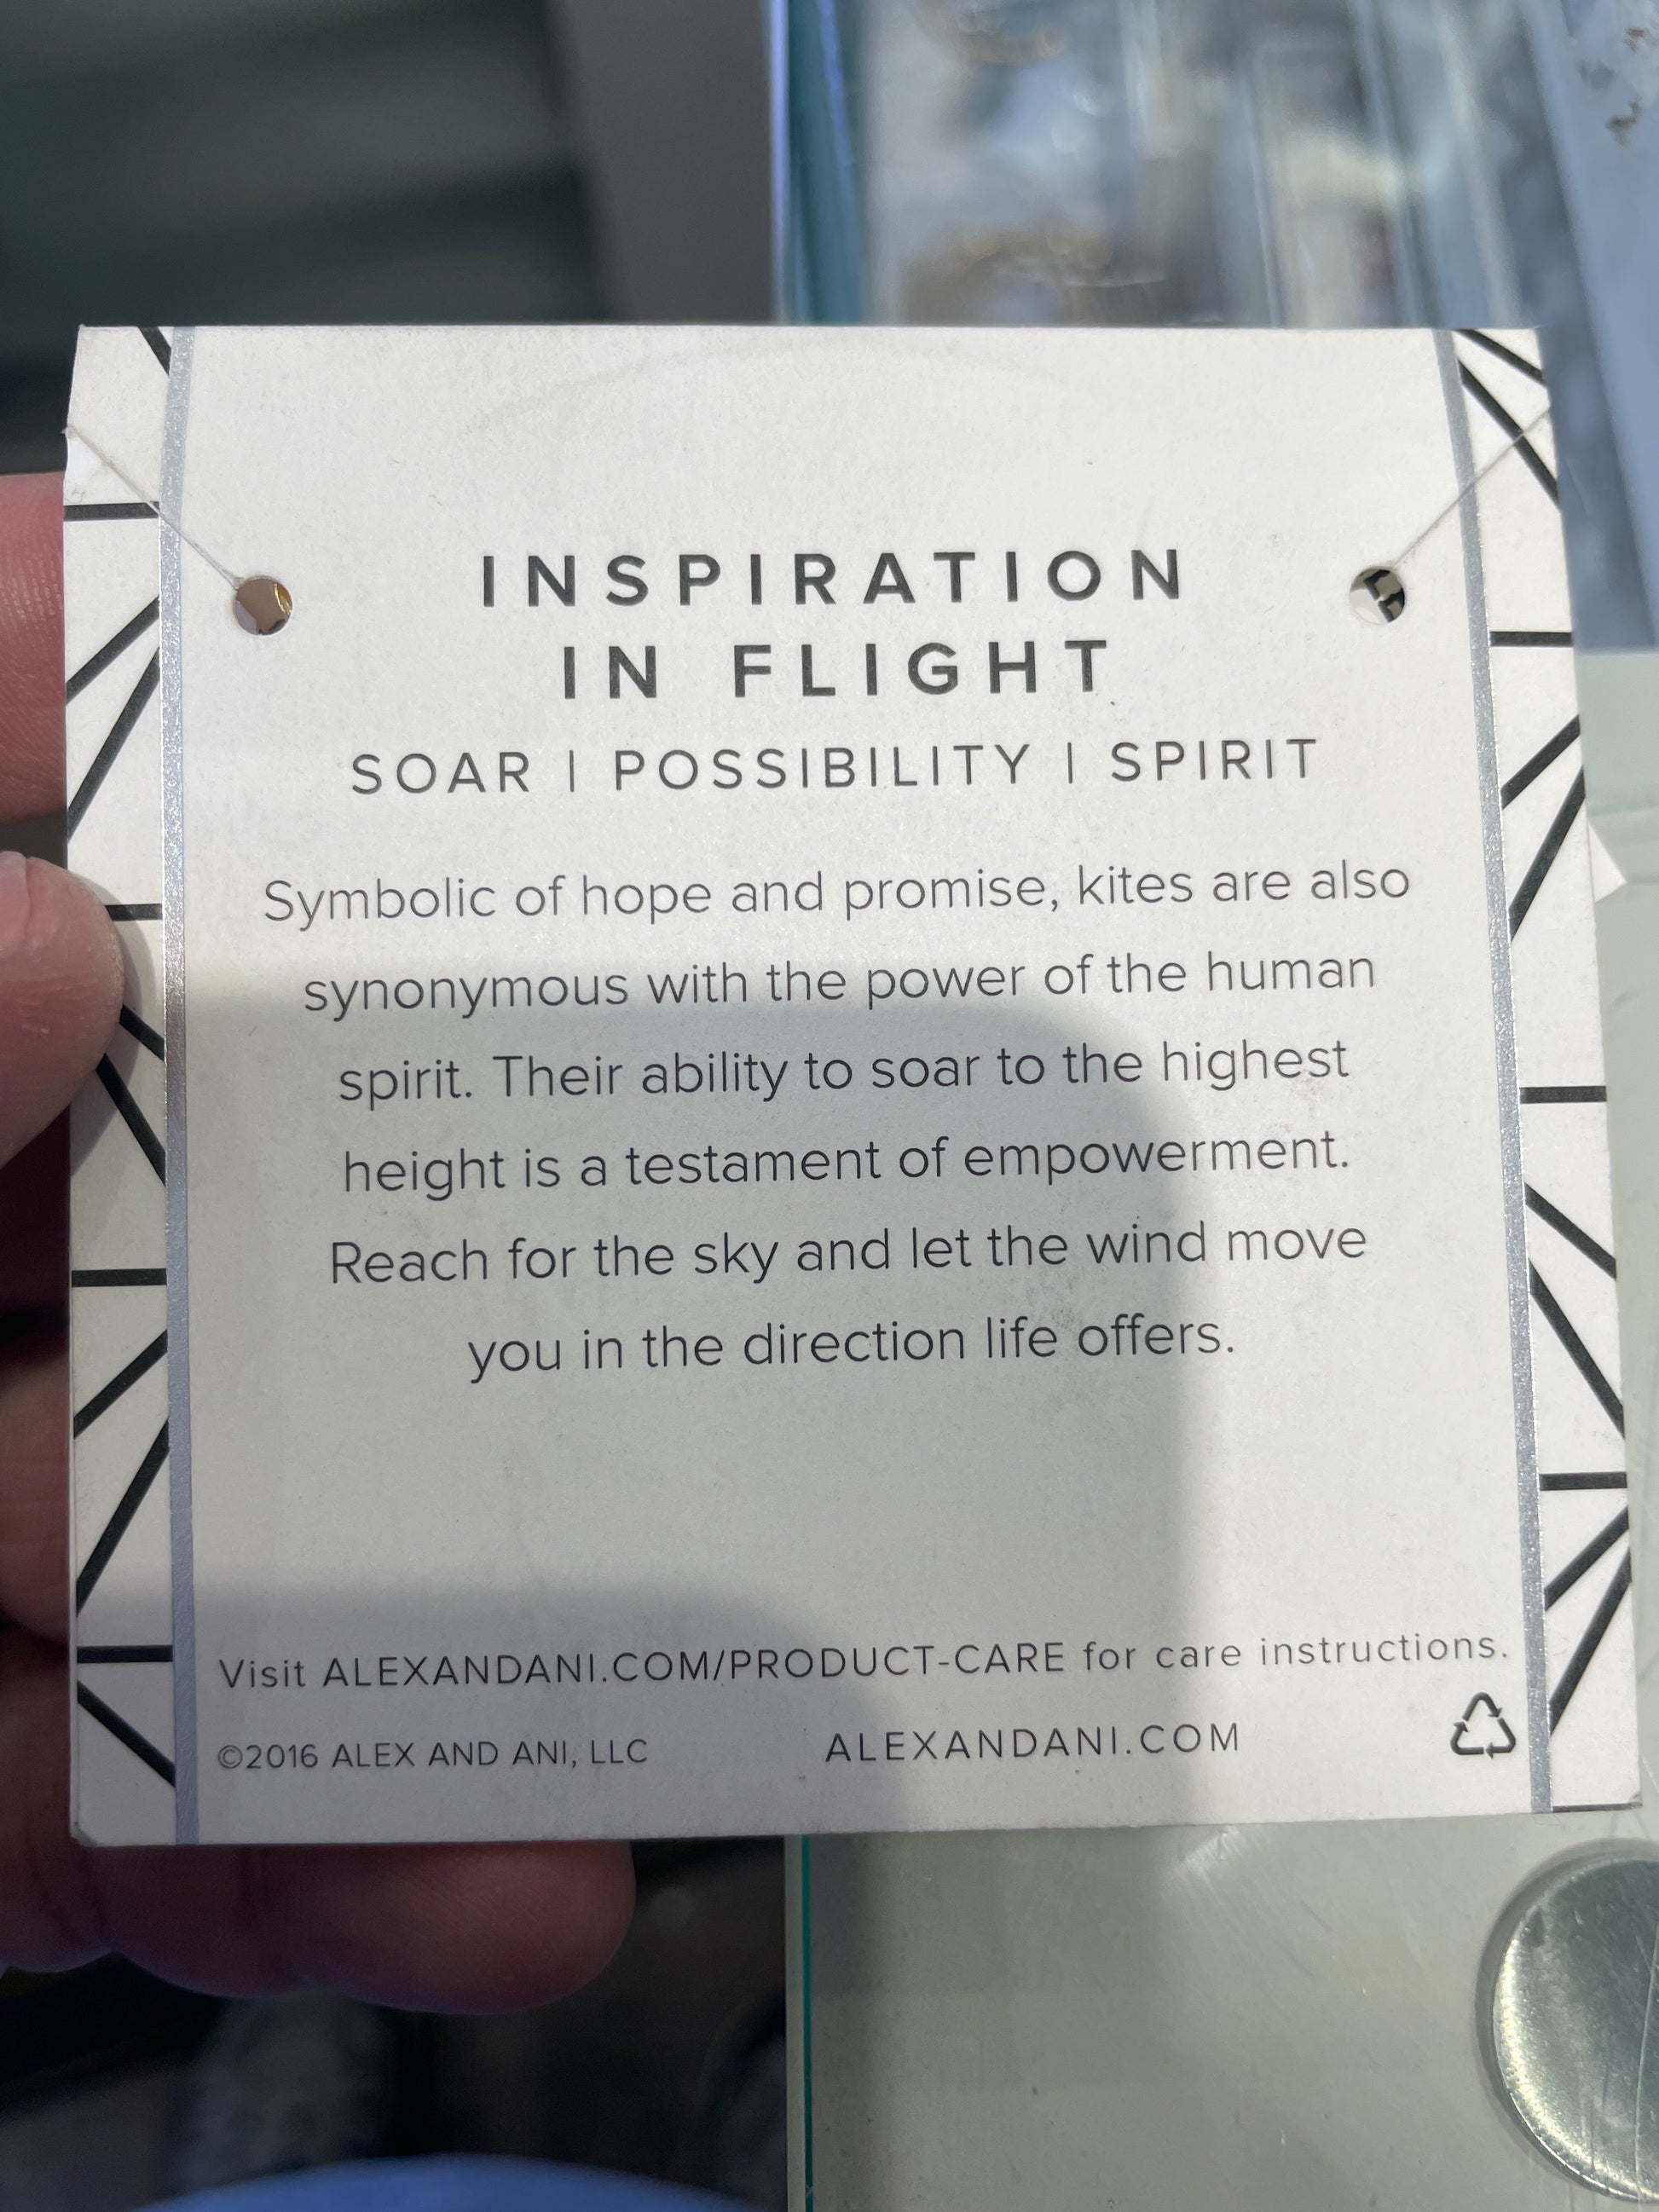 INSPIRATION
IN FLIGHT
SOAR | POSSIBILITY | SPIRIT
Symbolic of hope and promise, kites are also
synonymous with the power of the human
spirit. Their ability to soar to the highest
height is a testament of empowerment.
Reach for the sky and let the wind move
you in the direction life offers.
Visit ALEXANDANI.COM/PRODUCT-CARE for care instructions.
©2016 ALEX AND ANI, LLC ALEXANDANI.COM